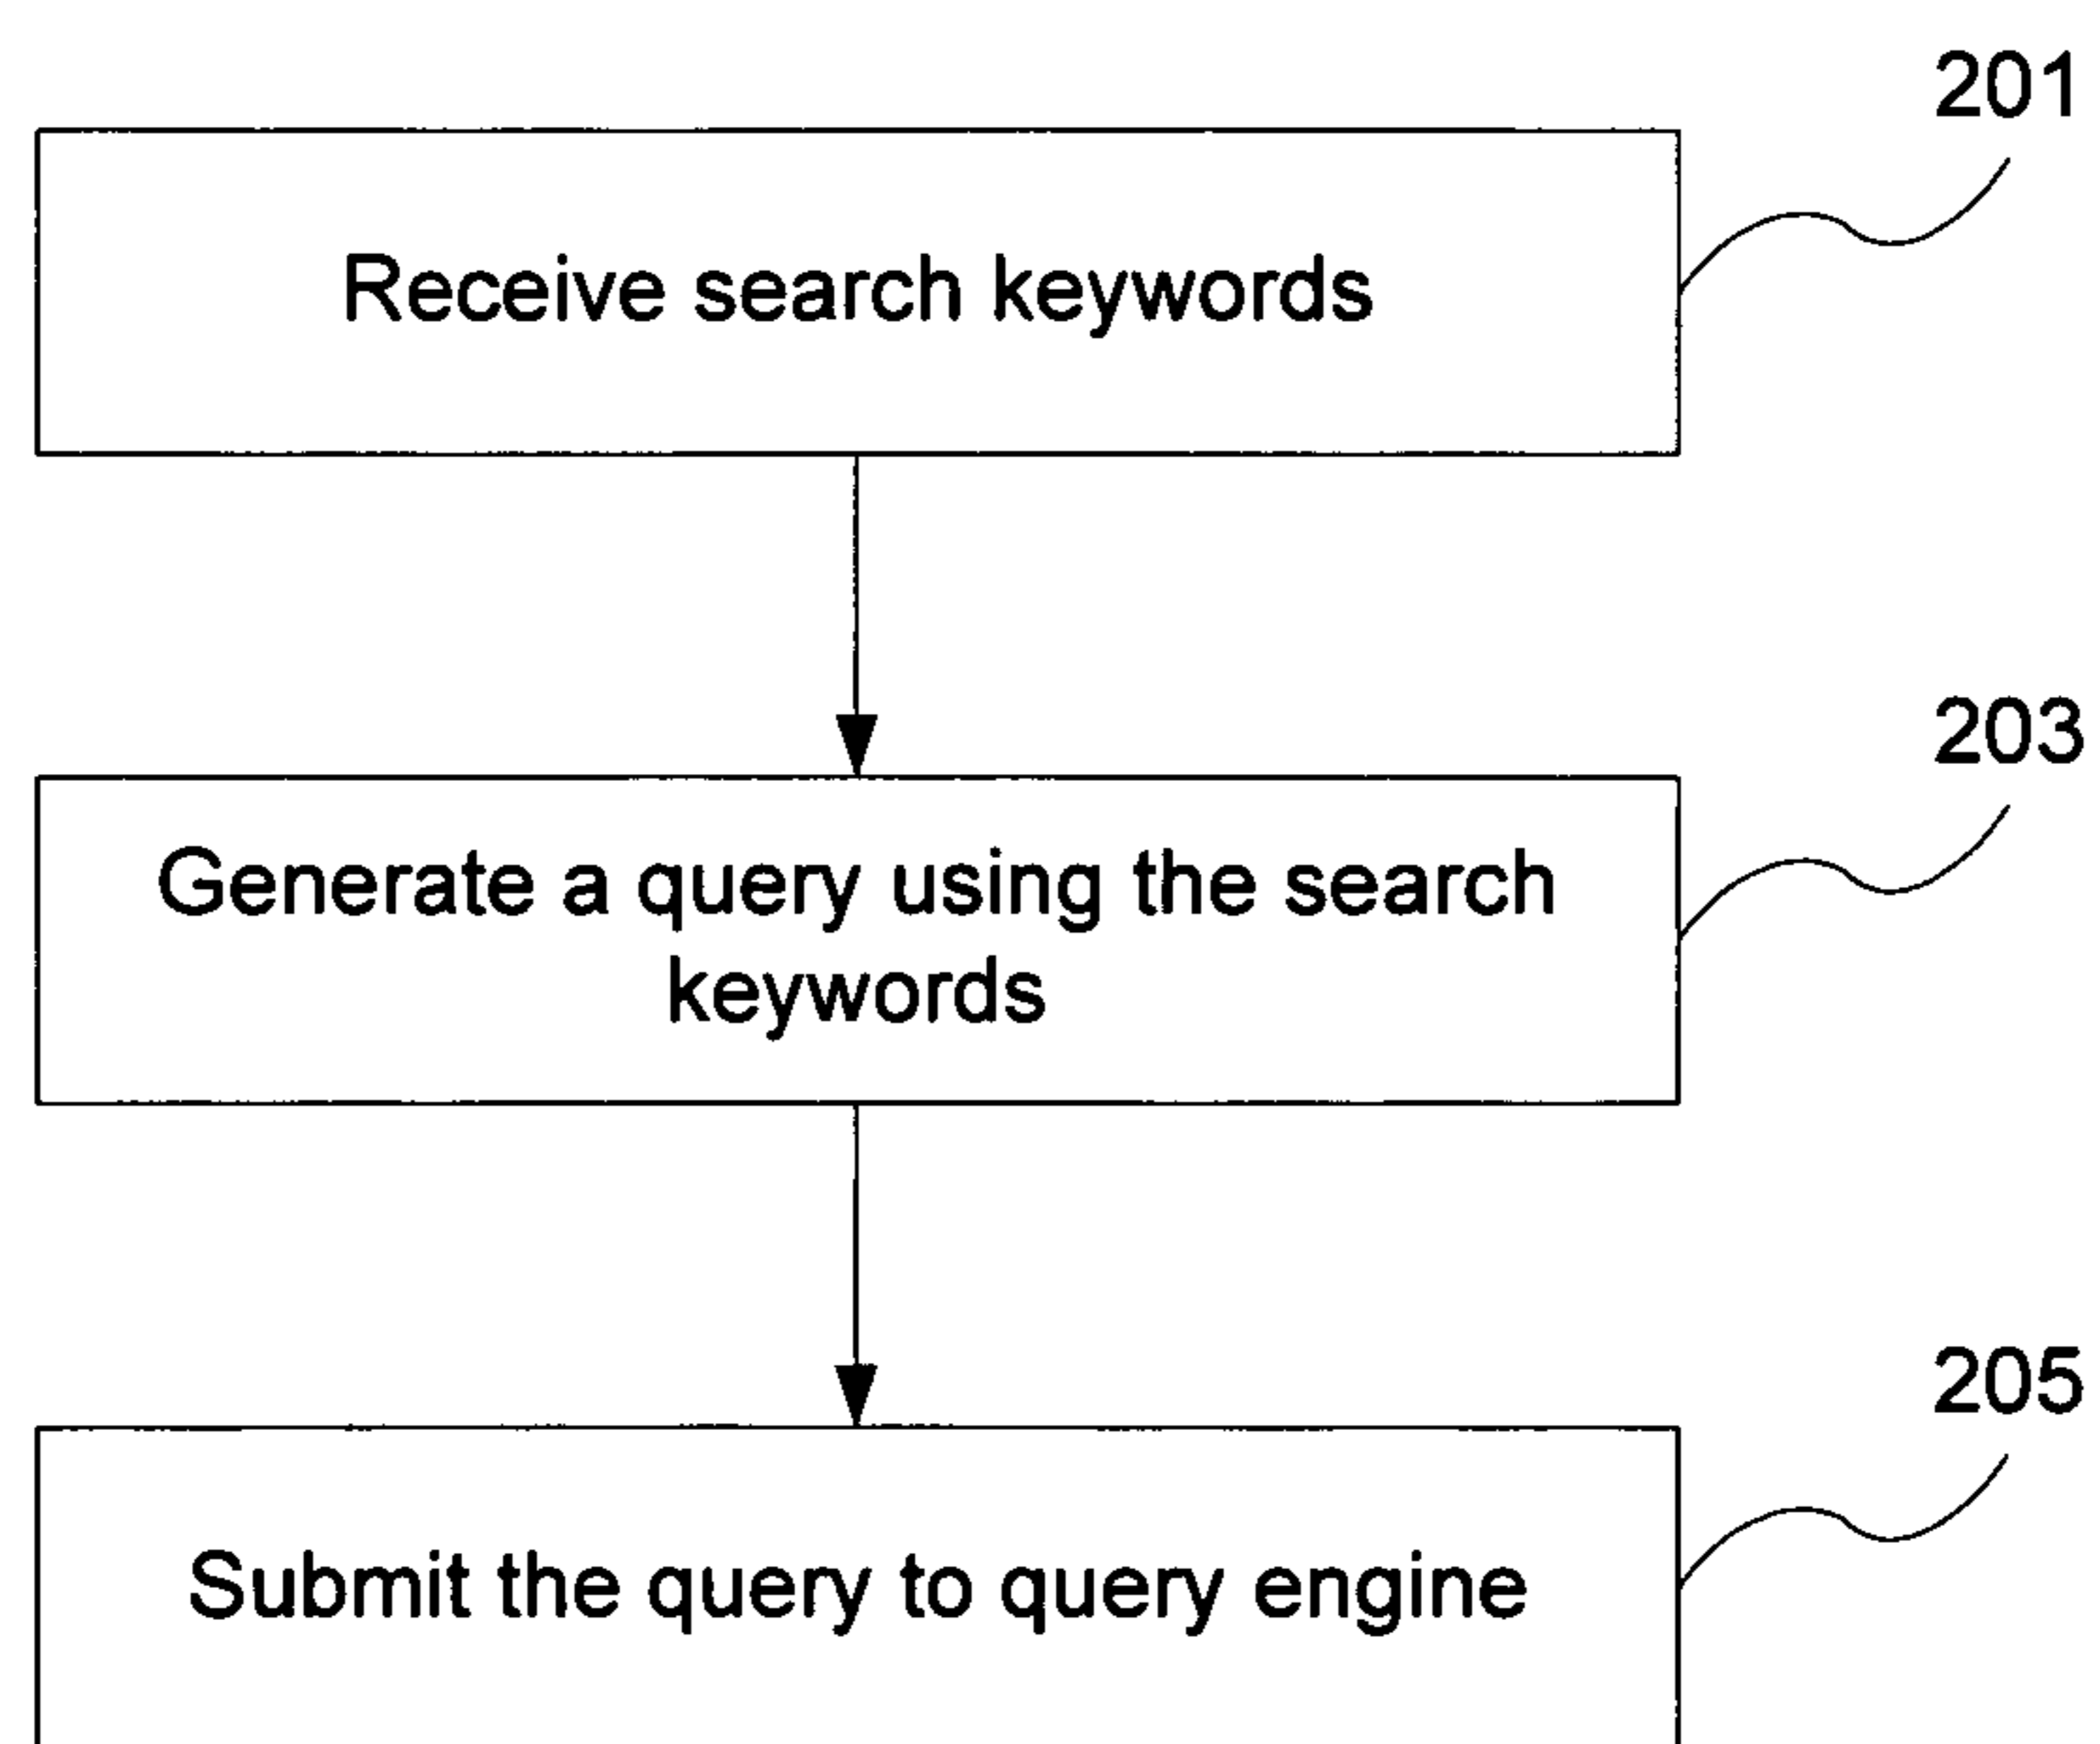 201
Receive search keywords
203
Generate a query using the search
keywords
205
Submit the query to query engine